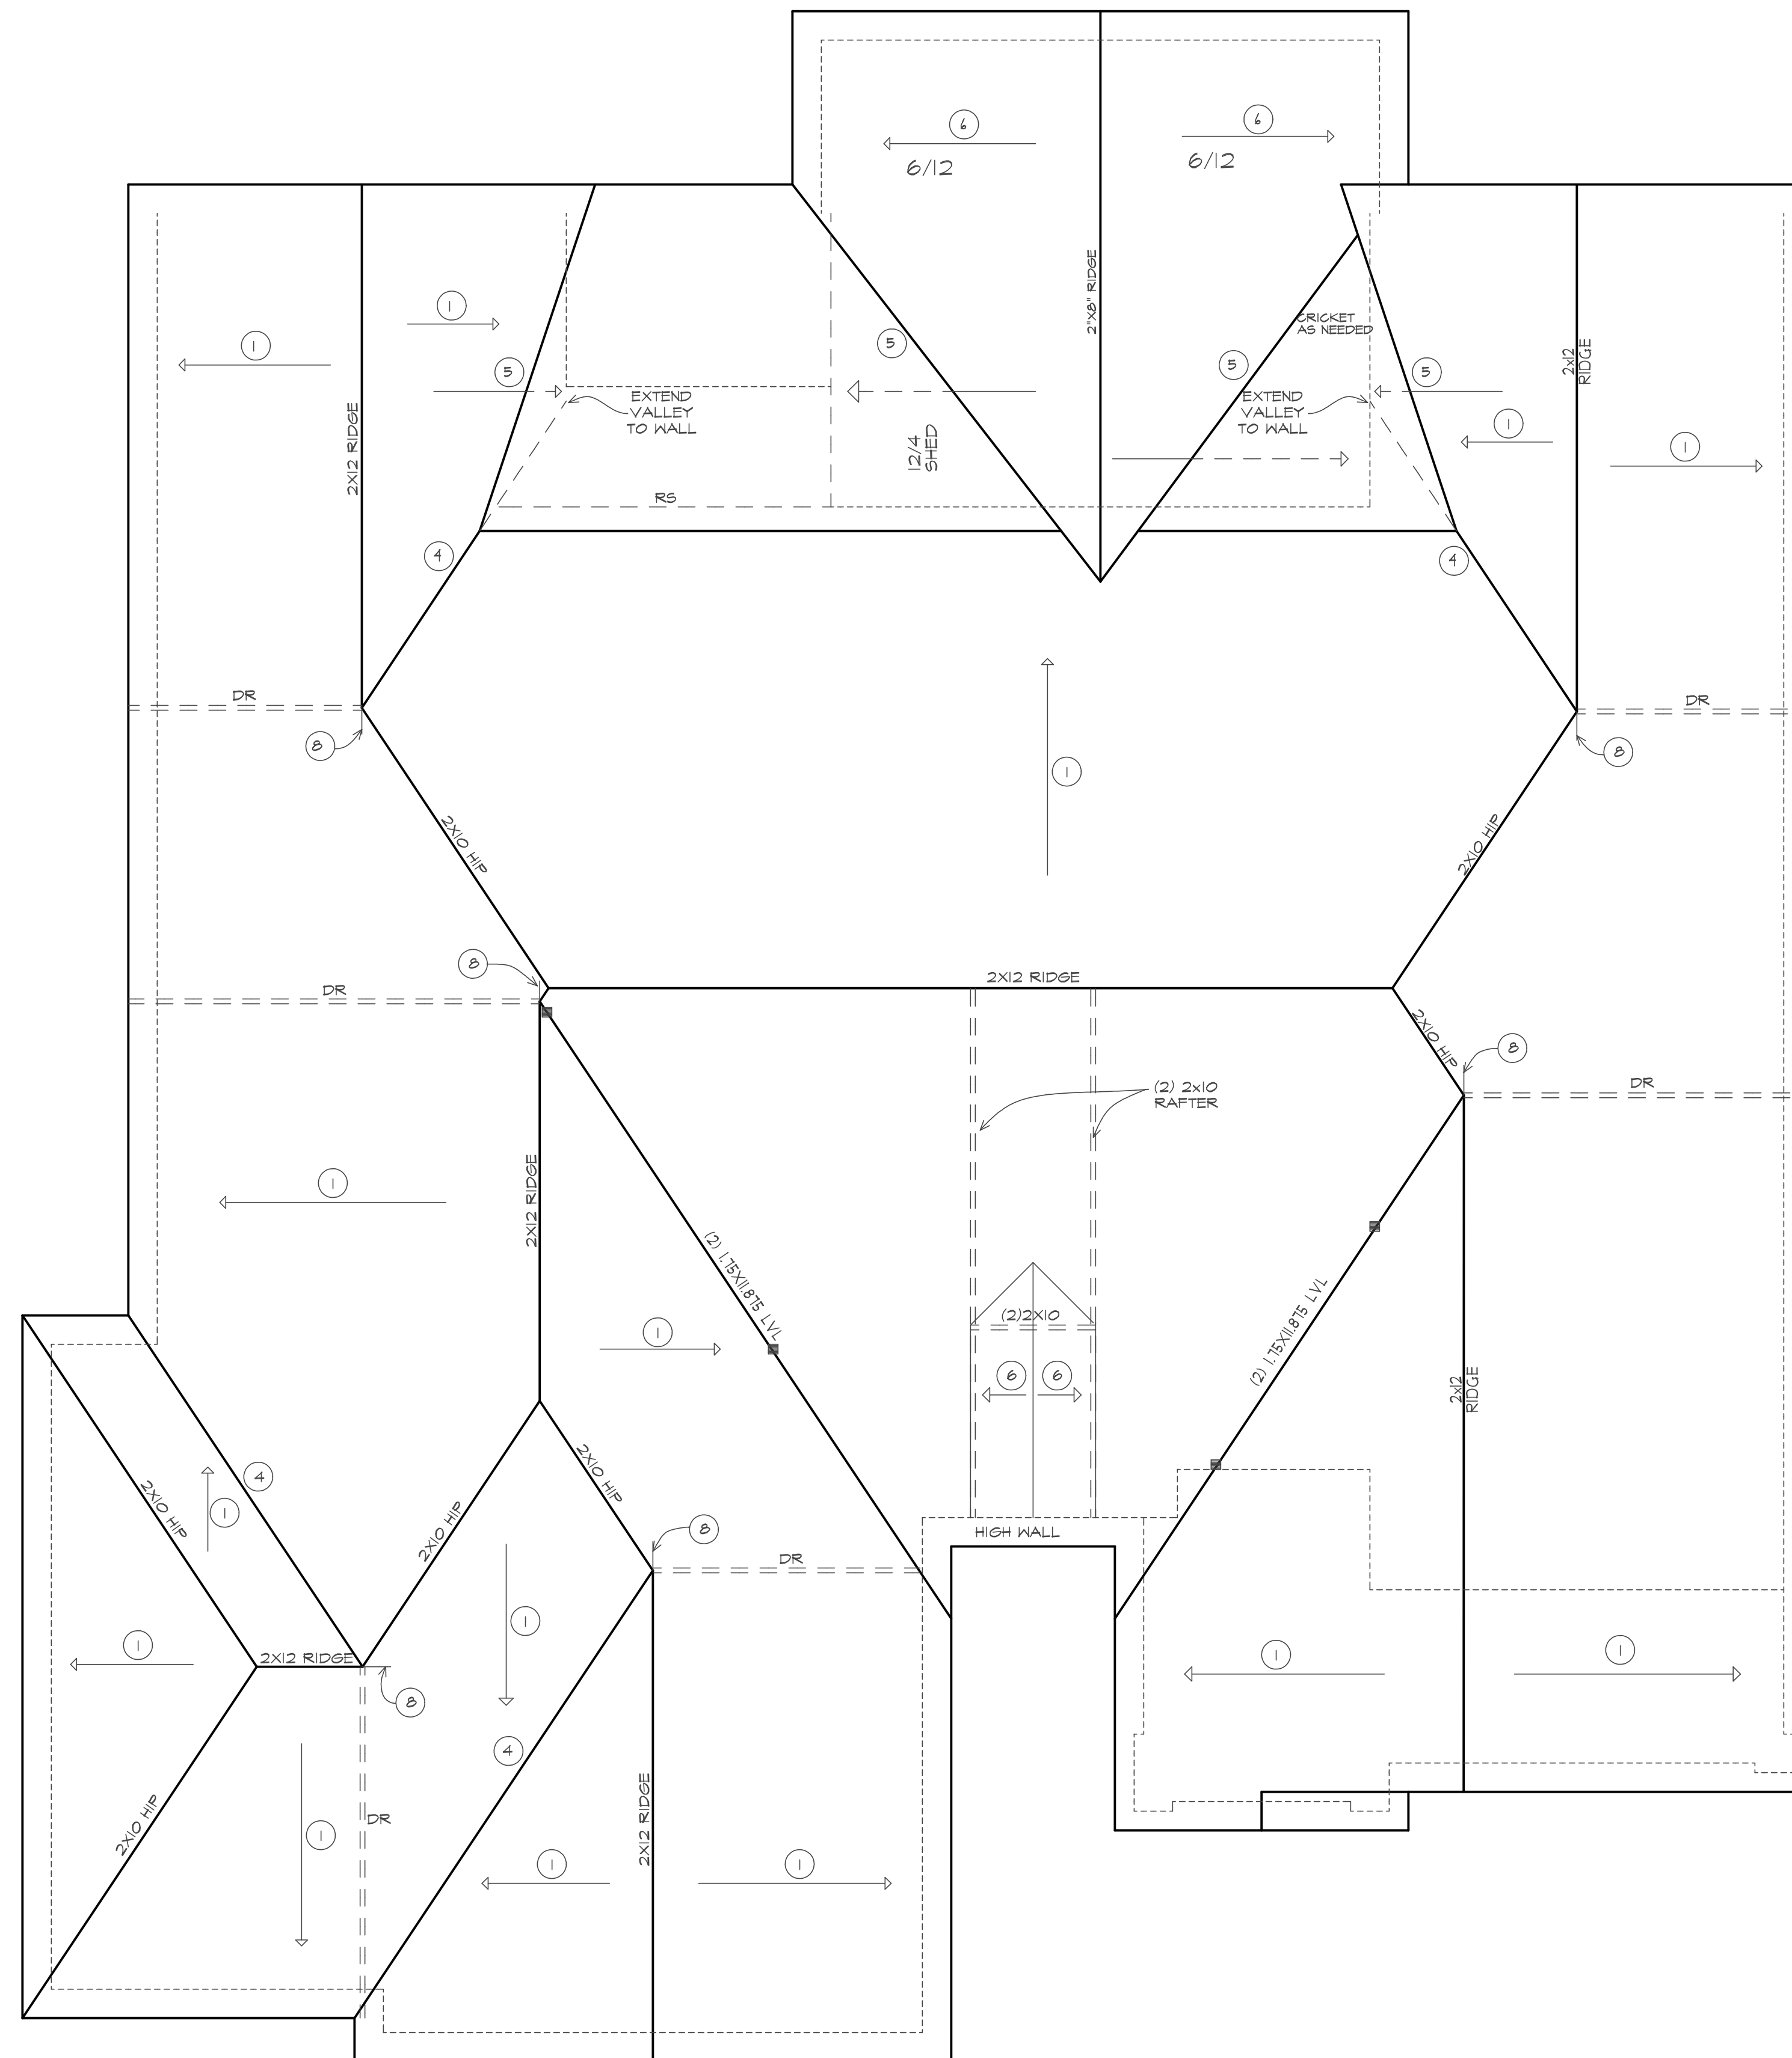 6
6
6/12
6/12
1
1
5
5
5
5
1
1
2X12 RIDGE
2"X8" RIDGE
2x12
RIDGE
CRICKET
AS NEEDED
EXTEND
VALLEY
TO WALL
EXTEND
VALLEY
TO WALL
12/4
SHED
RS
4
4
DR
DR
8
8
1
2X10 HIP
2X10 HIP
8
DR
2X12 RIDGE
2X10 HIP
8
DR
(2) 2x10
RAFTER
1
2X12 RIDGE
(2) 1.75X11.875 LVL
(2) 1.75X11.875 LVL
1
(2)2X10
6
6
2x12
RIDGE
4
1
2X10 HIP
2X10 HIP
2X10 HIP
8
HIGH WALL
DR
1
1
2X12 RIDGE
8
1
1
4
2X10 HIP
1
DR
1
2X12 RIDGE
1